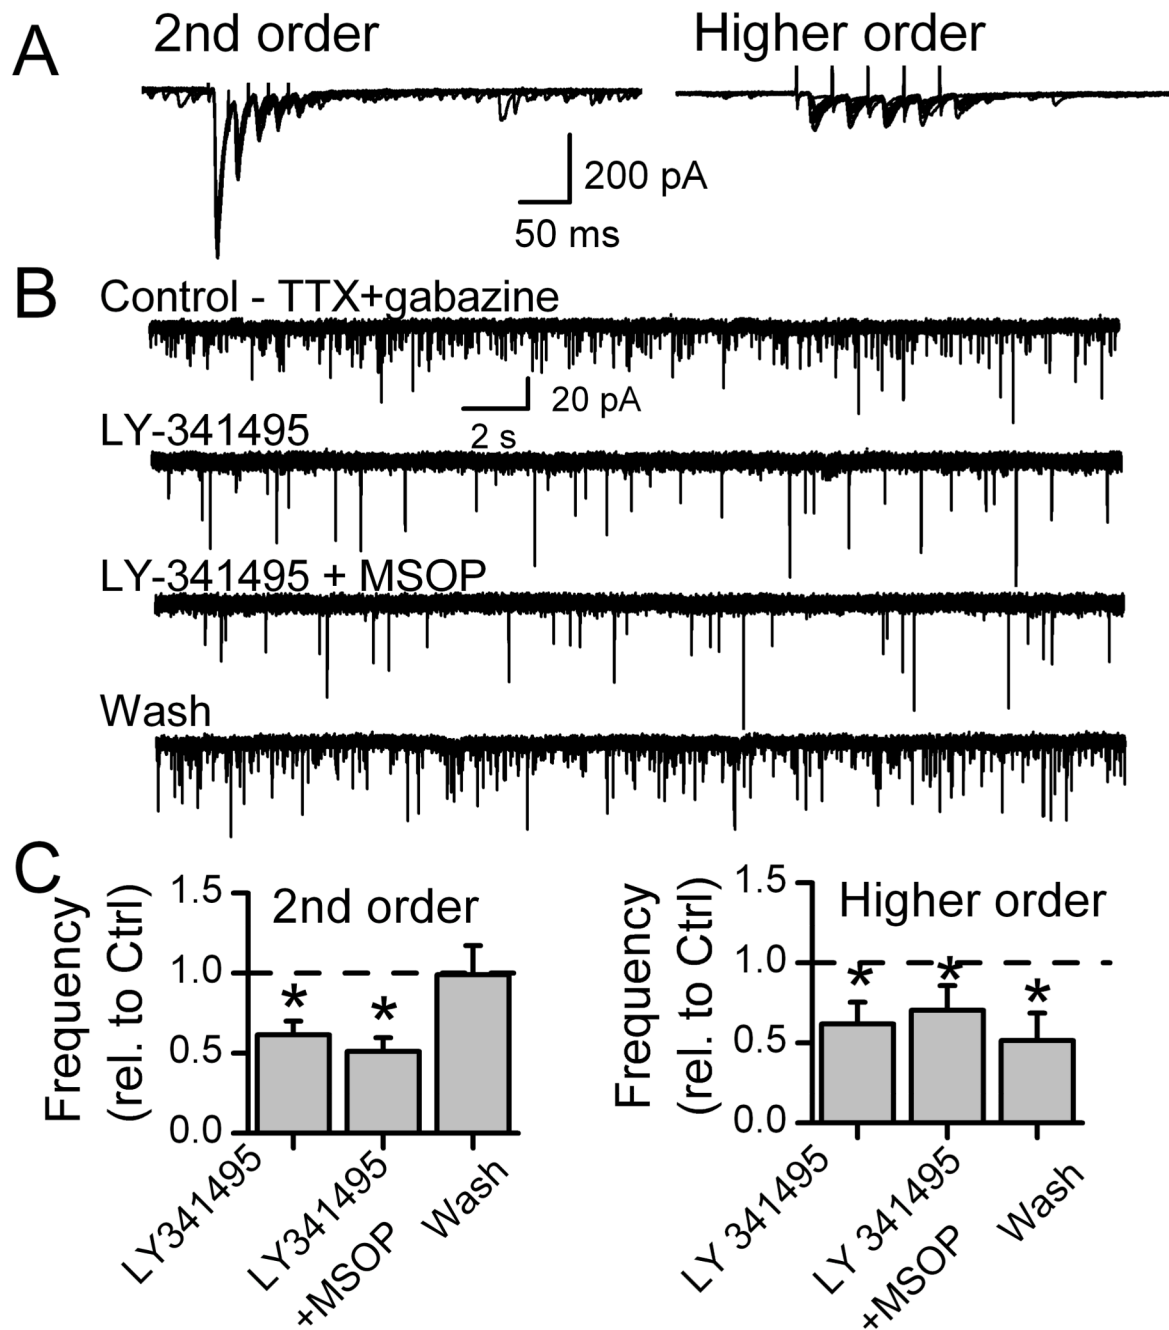 A
2nd order
Higher order
200 pA
50 ms
B
Control - TTX+gabazine
20 pA
2 s
LY-341495
LY-341495 + MSOP
Wash
C
Frequency
(rel. to Ctrl)
1.5
1.0
0.5
0.0
2nd order
*
*
LY341495
LY341495
+MSOP
Wash
Frequency
(rel. to Ctrl)
1.5
1.0
0.5
0.0
Higher order
*
*
*
LY 341495
LY 341495
+MSOP
Wash